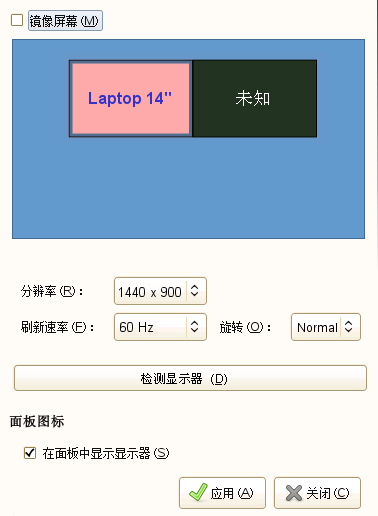 镜像屏幕(M)
Laptop 14" 未知
分辨率(R)： 1440 x 900
刷新速率(F)： 60 Hz 旋转(O)： Normal
检测显示器 (D)
面板图标
在面板中显示显示器(S)
应用(A) 关闭(C)